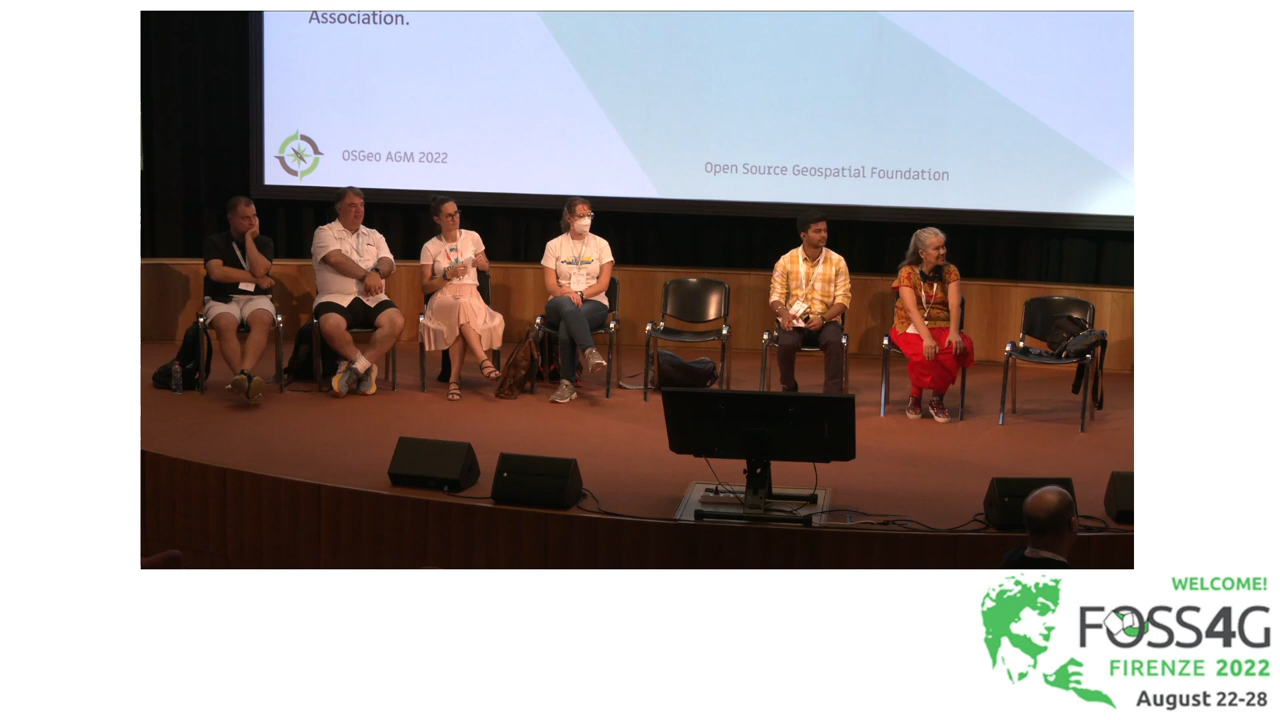 Association.
OSGeo AGM 2022
Open Source Geospatial Foundation
WELCOME!
FOSS4G
FIRENZE 2022
August 22-28